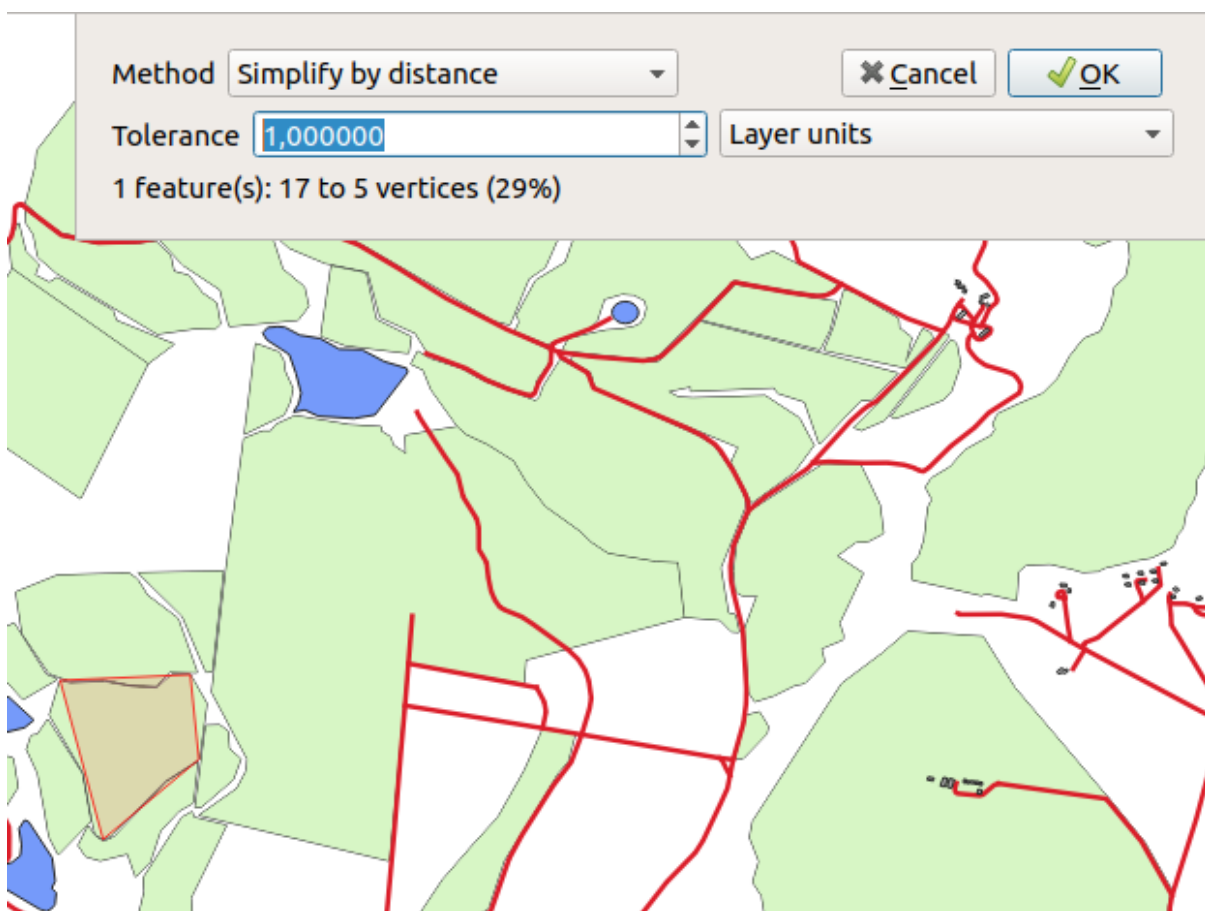 Method Simplify by distance Cancel OK
Tolerance 1,000000 Layer units
1 feature(s): 17 to 5 vertices (29%)